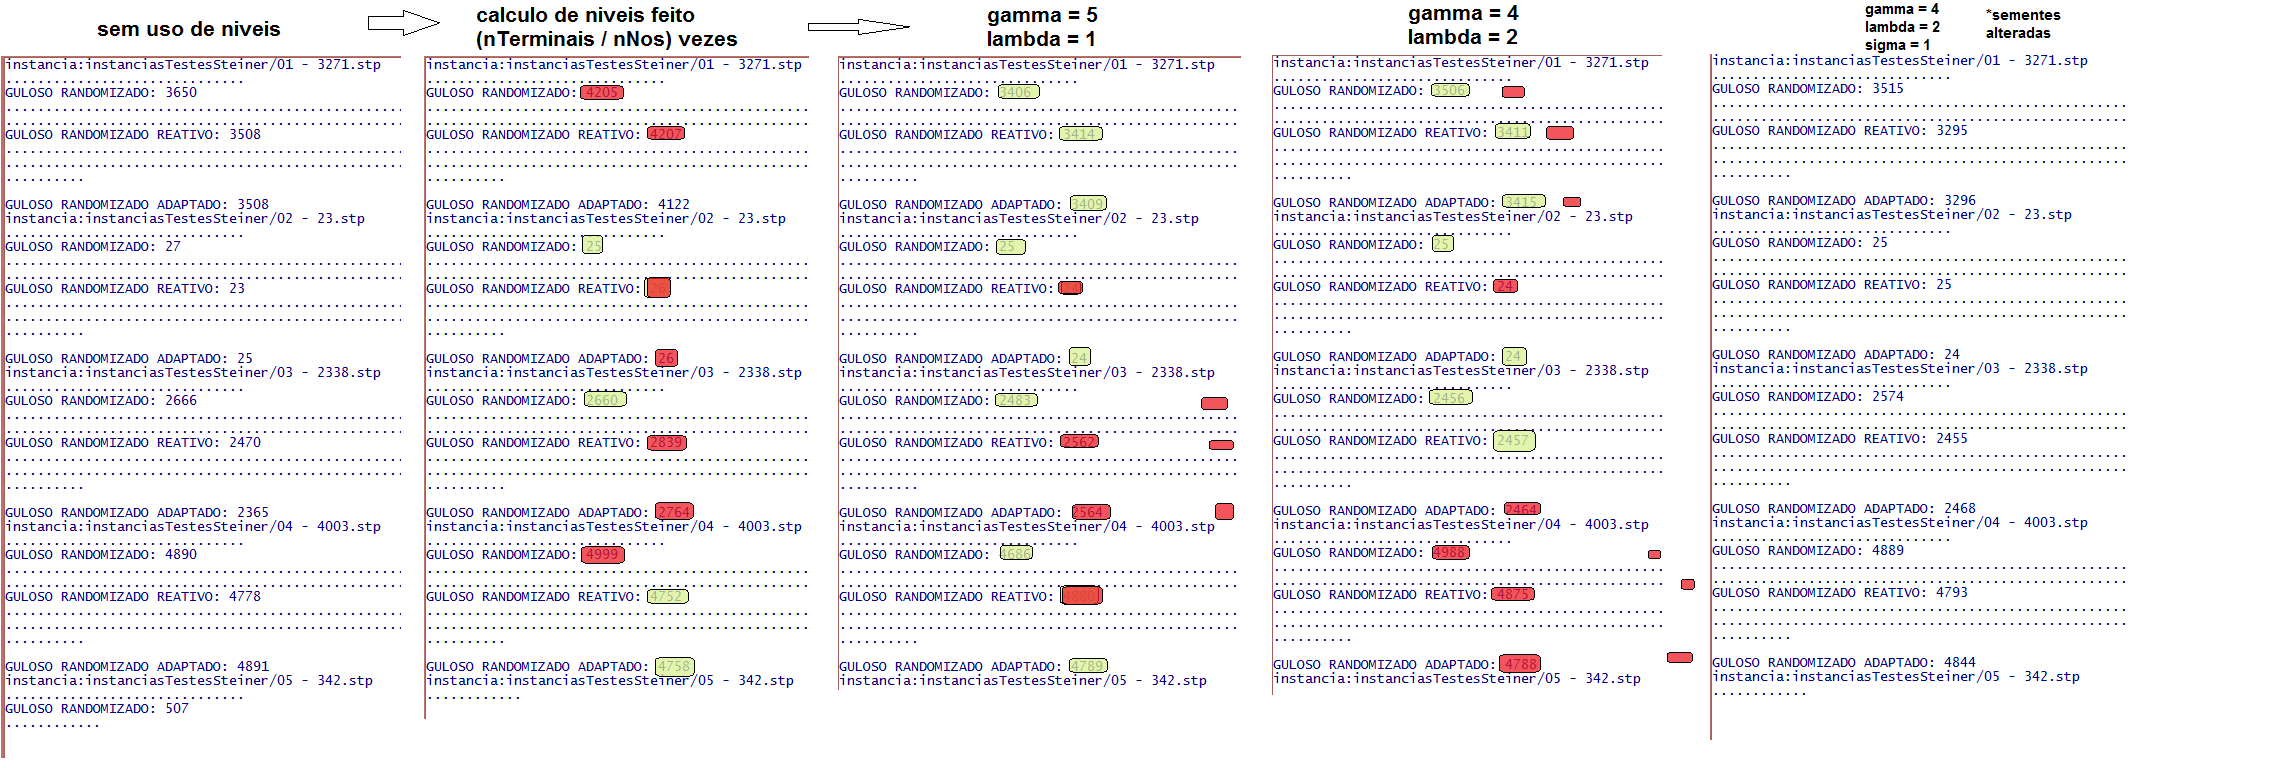 sem uso de niveis
instancia:instanciasTestesSteiner/01 - 3271.stp
..............................
GULOSO RANDOMIZADO: 3650
GULOSO RANDOMIZADO REATIVO: 3508
..........
GULOSO RANDOMIZADO ADAPTADO: 3508
instancia:instanciasTestesSteiner/02 - 23.stp
..............................
GULOSO RANDOMIZADO: 27
GULOSO RANDOMIZADO REATIVO: 23
..........
GULOSO RANDOMIZADO ADAPTADO: 25
instancia:instanciasTestesSteiner/03 - 2338.stp
..............................
GULOSO RANDOMIZADO: 2666
GULOSO RANDOMIZADO REATIVO: 2470
..........
GULOSO RANDOMIZADO ADAPTADO: 2365
instancia:instanciasTestesSteiner/04 - 4003.stp
..............................
GULOSO RANDOMIZADO: 4890
GULOSO RANDOMIZADO REATIVO: 4778
..........
GULOSO RANDOMIZADO ADAPTADO: 4891
instancia:instanciasTestesSteiner/05 - 342.stp
..............................
GULOSO RANDOMIZADO: 507
............
calculo de niveis feito
(nTerminais / nNos) vezes
instancia:instanciasTestesSteiner/01 - 3271.stp
..............................
GULOSO RANDOMIZADO: 4205
GULOSO RANDOMIZADO REATIVO: 4207
..........
GULOSO RANDOMIZADO ADAPTADO: 4122
instancia:instanciasTestesSteiner/02 - 23.stp
..............................
GULOSO RANDOMIZADO: 25
GULOSO RANDOMIZADO REATIVO: 26
..........
GULOSO RANDOMIZADO ADAPTADO: 26
instancia:instanciasTestesSteiner/03 - 2338.stp
..............................
GULOSO RANDOMIZADO: 2660
GULOSO RANDOMIZADO REATIVO: 2839
..........
GULOSO RANDOMIZADO ADAPTADO: 2764
instancia:instanciasTestesSteiner/04 - 4003.stp
..............................
GULOSO RANDOMIZADO: 4999
GULOSO RANDOMIZADO REATIVO: 4752
..........
GULOSO RANDOMIZADO ADAPTADO: 4758
instancia:instanciasTestesSteiner/05 - 342.stp
............
gamma = 5
lambda = 1
instancia:instanciasTestesSteiner/01 - 3271.stp
..............................
GULOSO RANDOMIZADO: 3406
GULOSO RANDOMIZADO REATIVO: 3414
..........
GULOSO RANDOMIZADO ADAPTADO: 3409
instancia:instanciasTestesSteiner/02 - 23.stp
..............................
GULOSO RANDOMIZADO: 25
GULOSO RANDOMIZADO REATIVO: 24
..........
GULOSO RANDOMIZADO ADAPTADO: 24
instancia:instanciasTestesSteiner/03 - 2338.stp
..............................
GULOSO RANDOMIZADO: 2483
GULOSO RANDOMIZADO REATIVO: 2562
..........
GULOSO RANDOMIZADO ADAPTADO: 2564
instancia:instanciasTestesSteiner/04 - 4003.stp
..............................
GULOSO RANDOMIZADO: 4686
GULOSO RANDOMIZADO REATIVO: 4880
..........
GULOSO RANDOMIZADO ADAPTADO: 4789
instancia:instanciasTestesSteiner/05 - 342.stp
gamma = 4
lambda = 2
instancia:instanciasTestesSteiner/01 - 3271.stp
..............................
GULOSO RANDOMIZADO: 3506
GULOSO RANDOMIZADO REATIVO: 3411
..........
GULOSO RANDOMIZADO ADAPTADO: 3415
instancia:instanciasTestesSteiner/02 - 23.stp
..............................
GULOSO RANDOMIZADO: 25
GULOSO RANDOMIZADO REATIVO: 24
..........
GULOSO RANDOMIZADO ADAPTADO: 24
instancia:instanciasTestesSteiner/03 - 2338.stp
..............................
GULOSO RANDOMIZADO: 2456
GULOSO RANDOMIZADO REATIVO: 2457
..........
GULOSO RANDOMIZADO ADAPTADO: 2464
instancia:instanciasTestesSteiner/04 - 4003.stp
GULOSO RANDOMIZADO: 4988
GULOSO RANDOMIZADO REATIVO: 4875
..........
GULOSO RANDOMIZADO ADAPTADO: 4788
instancia:instanciasTestesSteiner/05 - 342.stp
gamma = 4
lambda = 2
sigma = 1
*sementes
alteradas
instancia:instanciasTestesSteiner/01 - 3271.stp
..............................
GULOSO RANDOMIZADO: 3515
GULOSO RANDOMIZADO REATIVO: 3295
..........
GULOSO RANDOMIZADO ADAPTADO: 3296
instancia:instanciasTestesSteiner/02 - 23.stp
..............................
GULOSO RANDOMIZADO: 25
GULOSO RANDOMIZADO REATIVO: 25
..........
GULOSO RANDOMIZADO ADAPTADO: 24
instancia:instanciasTestesSteiner/03 - 2338.stp
..............................
GULOSO RANDOMIZADO: 2574
GULOSO RANDOMIZADO REATIVO: 2455
..........
GULOSO RANDOMIZADO ADAPTADO: 2468
instancia:instanciasTestesSteiner/04 - 4003.stp
..............................
GULOSO RANDOMIZADO: 4889
GULOSO RANDOMIZADO REATIVO: 4793
..........
GULOSO RANDOMIZADO ADAPTADO: 4844
instancia:instanciasTestesSteiner/05 - 342.stp
............